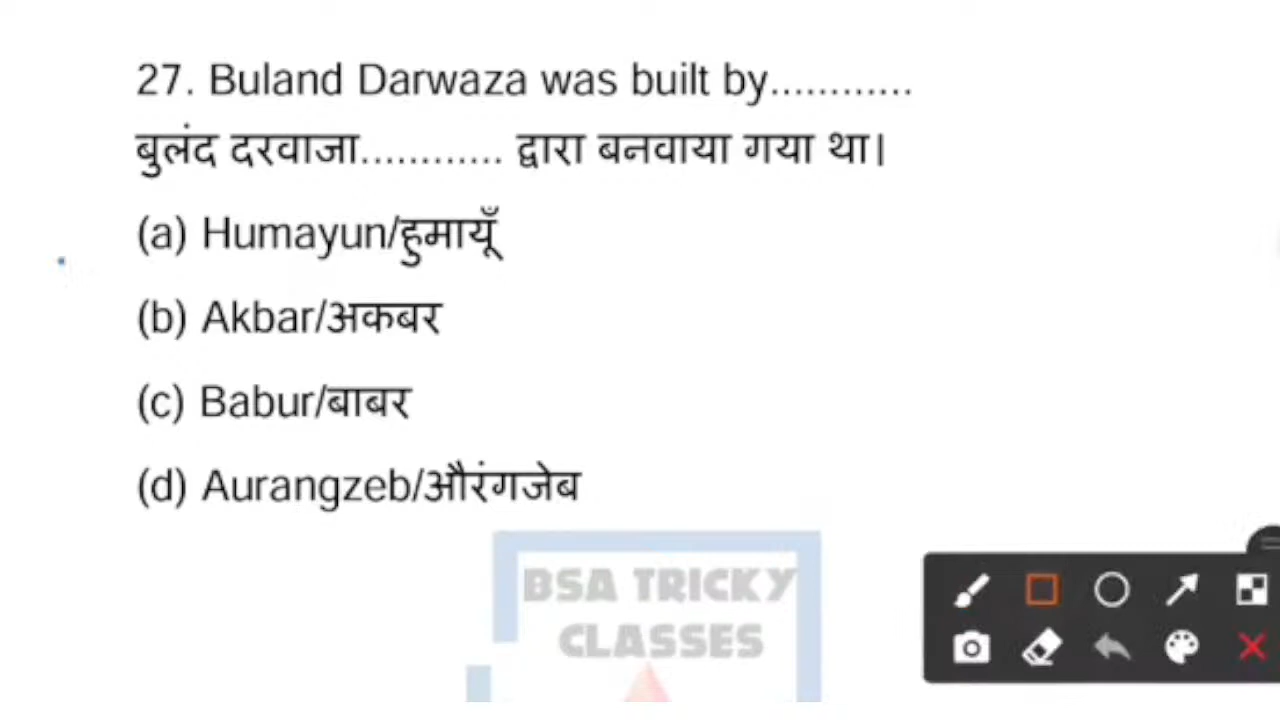 27. Buland Darwaza was built by............
बुलंद दरवाजा............ द्वारा बनवाया गया था।
(a) Humayun/हुमायूँ
(b) Akbar/अकबर
(c) Babur/बाबर
(d) Aurangzeb/औरंगजेब
BSA TRICKY
CLASSES